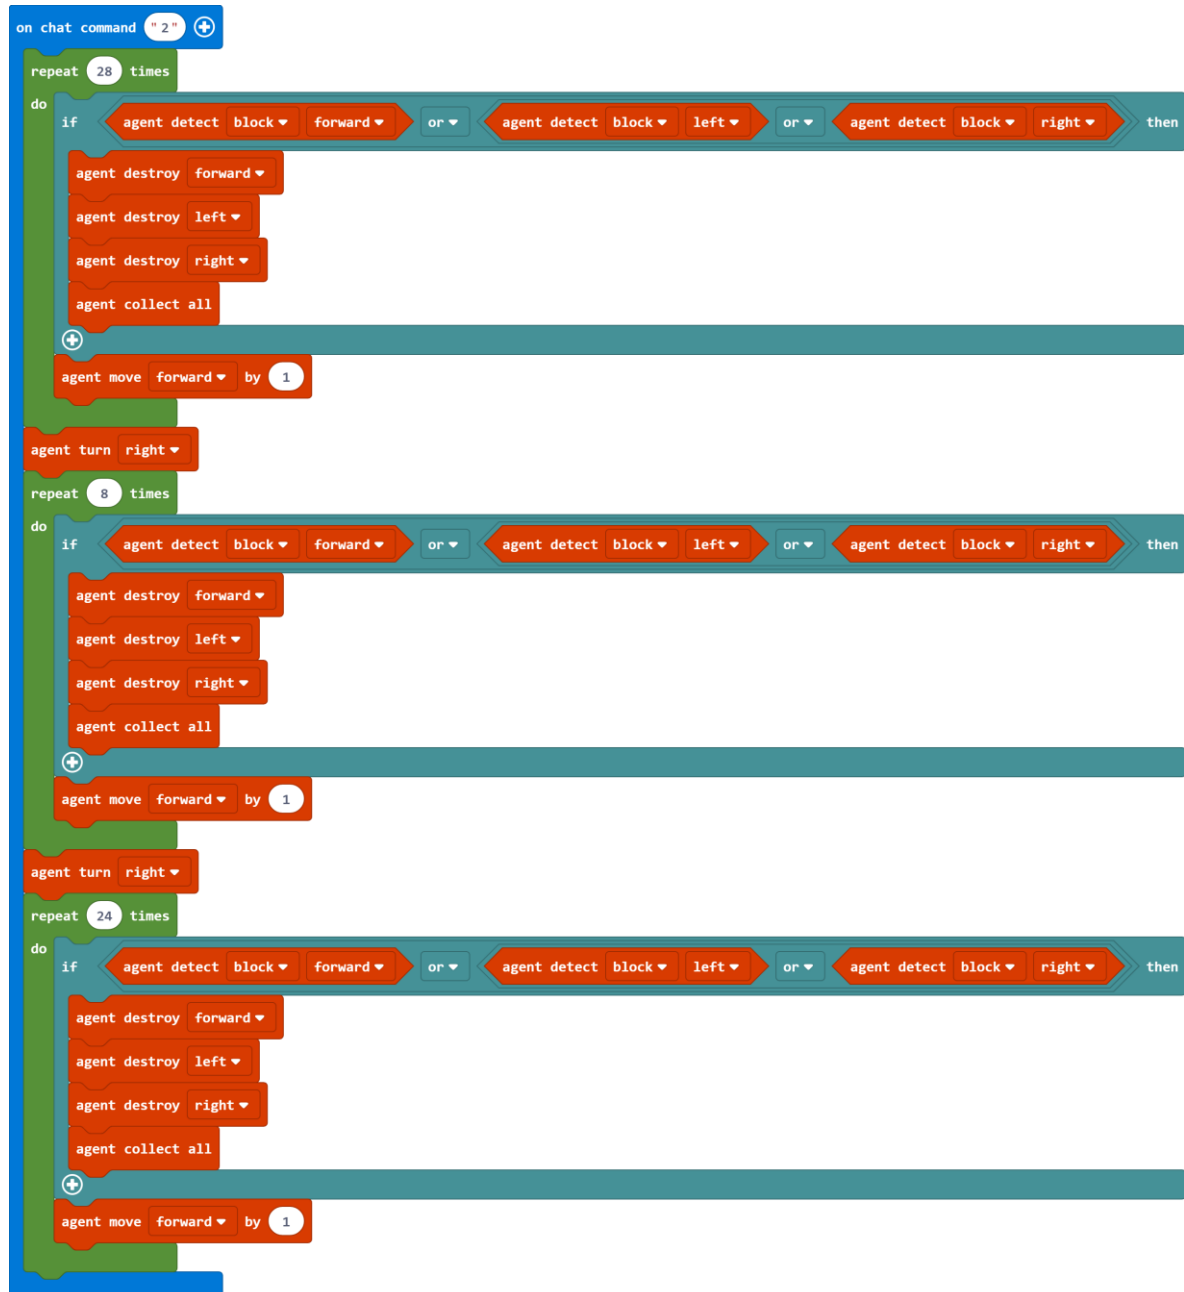 on chat command "2"
repeat 28 times
do
if agent detect block forward or agent detect block left or agent detect block right then
agent destroy forward
agent destroy left
agent destroy right
agent collect all
agent move forward by 1
agent turn right
repeat 8 times
do
if agent detect block forward or agent detect block left or agent detect block right then
agent destroy forward
agent destroy left
agent destroy right
agent collect all
agent move forward by 1
agent turn right
repeat 24 times
do
if agent detect block forward or agent detect block left or agent detect block right then
agent destroy forward
agent destroy left
agent destroy right
agent collect all
agent move forward by 1